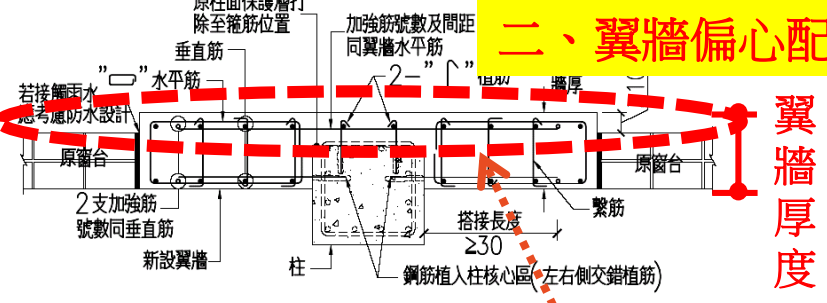 原柱面保護層打
除至箍筋位置
加強筋號數及間距
同翼牆水平筋
二、翼牆偏心配
垂直筋
"▭" 水平筋
2-"⌈" 植筋
牆厚
若接觸雨水
應考慮防水設計
原窗台
原窗台
翼牆厚度
2支加強筋
號數同垂直筋
搭接長度
≥30
繫筋
新設翼牆
柱
鋼筋植入柱核心區(左右側交錯植筋)